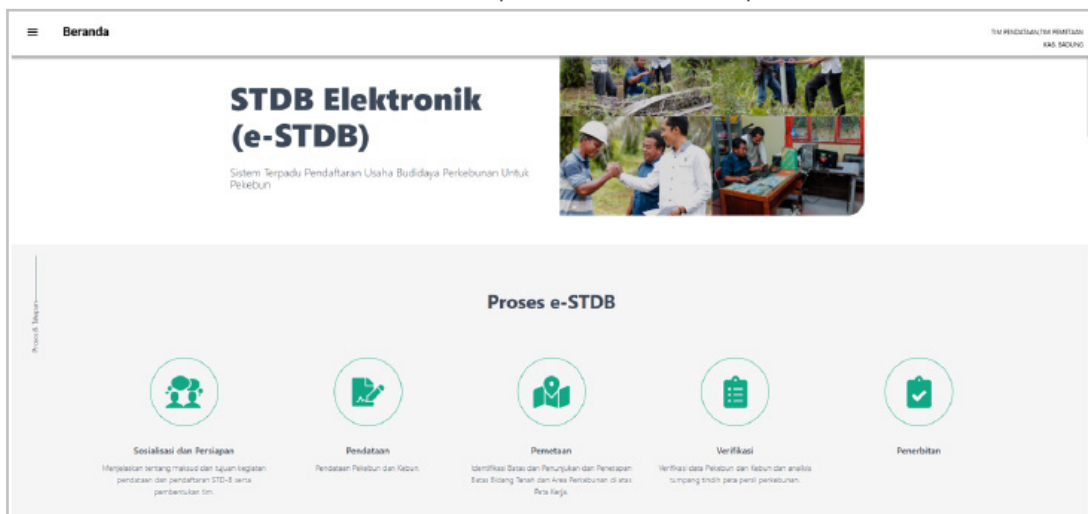 Beranda
TIM PENDATAAN,TIM PEMETAAN
KAB. BADUNG
STDB Elektronik
(e-STDB)
Sistem Terpadu Pendaftaran Usaha Budidaya Perkebunan Untuk
Pekebun
Proses & Tahapan
Proses e-STDB
Sosialisasi dan Persiapan
Menjelaskan tentang maksud dan tujuan kegiatan
pendataan dan pendaftaran STD-B serta
pembentukan tim.
Pendataan
Pendataan Pekebun dan Kebun.
Pemetaan
Identifikasi Batas dan Penunjukan dan Penetapan
Batas Bidang Tanah dan Area Perkebunan di atas
Peta Kerja.
Verifikasi
Verifikasi data Pekebun dan Kebun dan analisis
tumpang tindih peta persil perkebunan.
Penerbitan